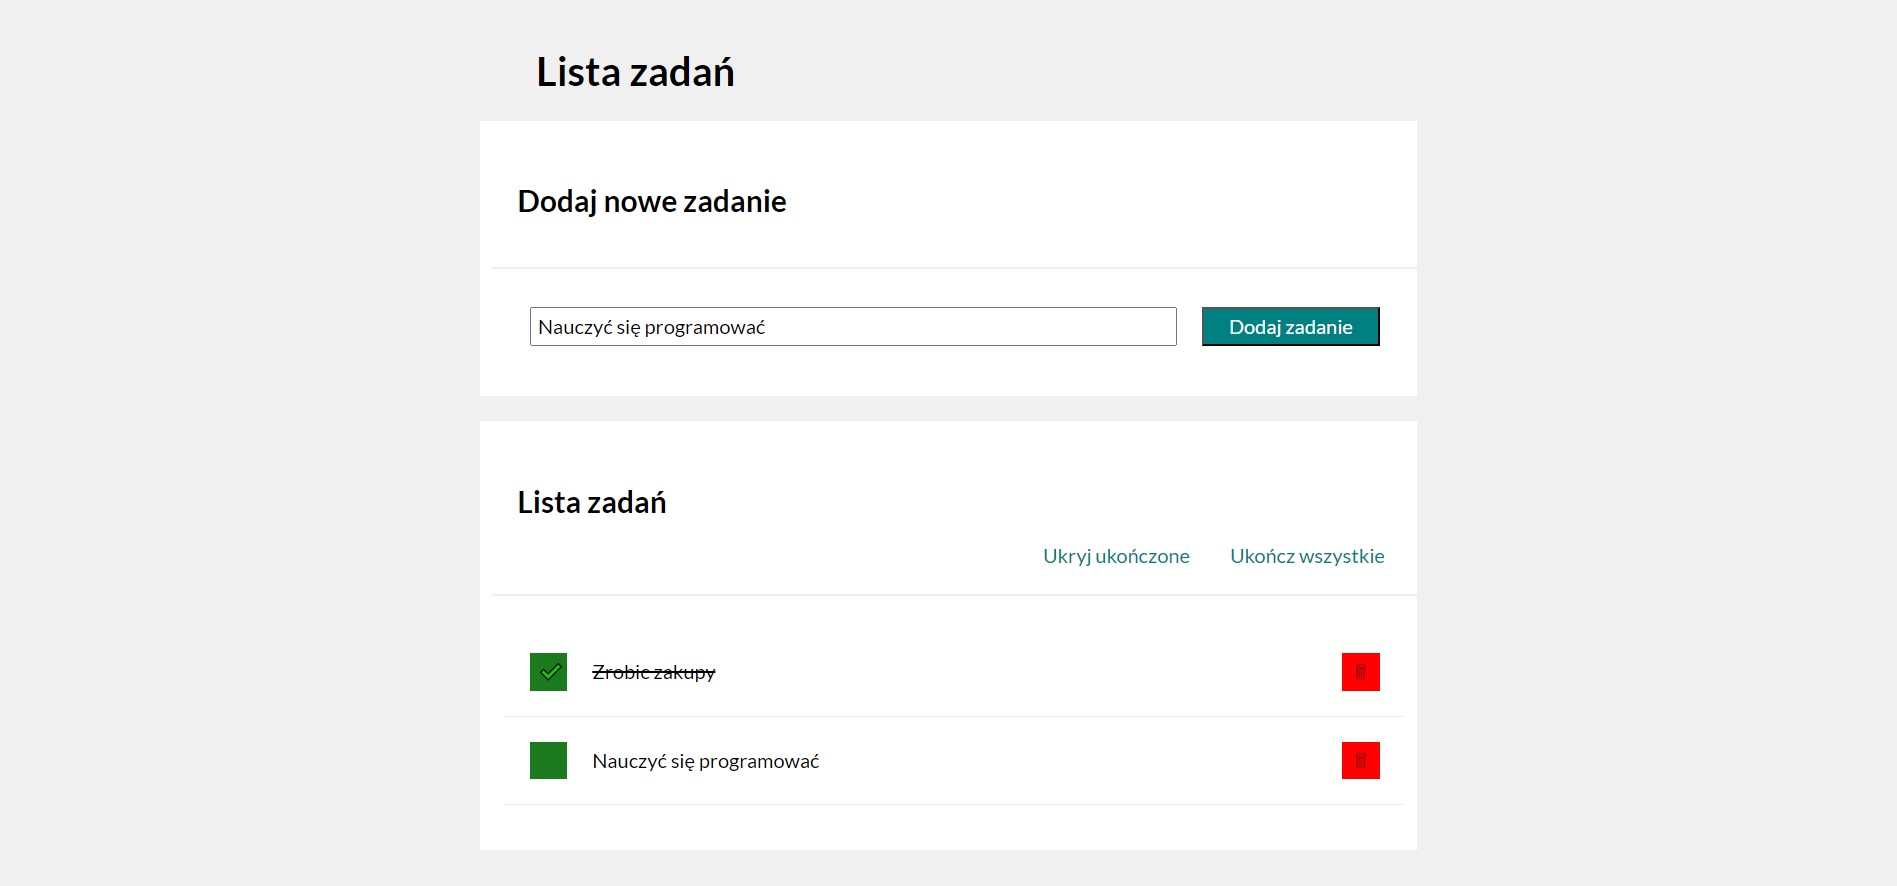 Lista zadań
Dodaj nowe zadanie
Nauczyć się programować
Dodaj zadanie
Lista zadań
Ukryj ukończone
Ukończ wszystkie
Zrobic zakupy
Nauczyć się programować